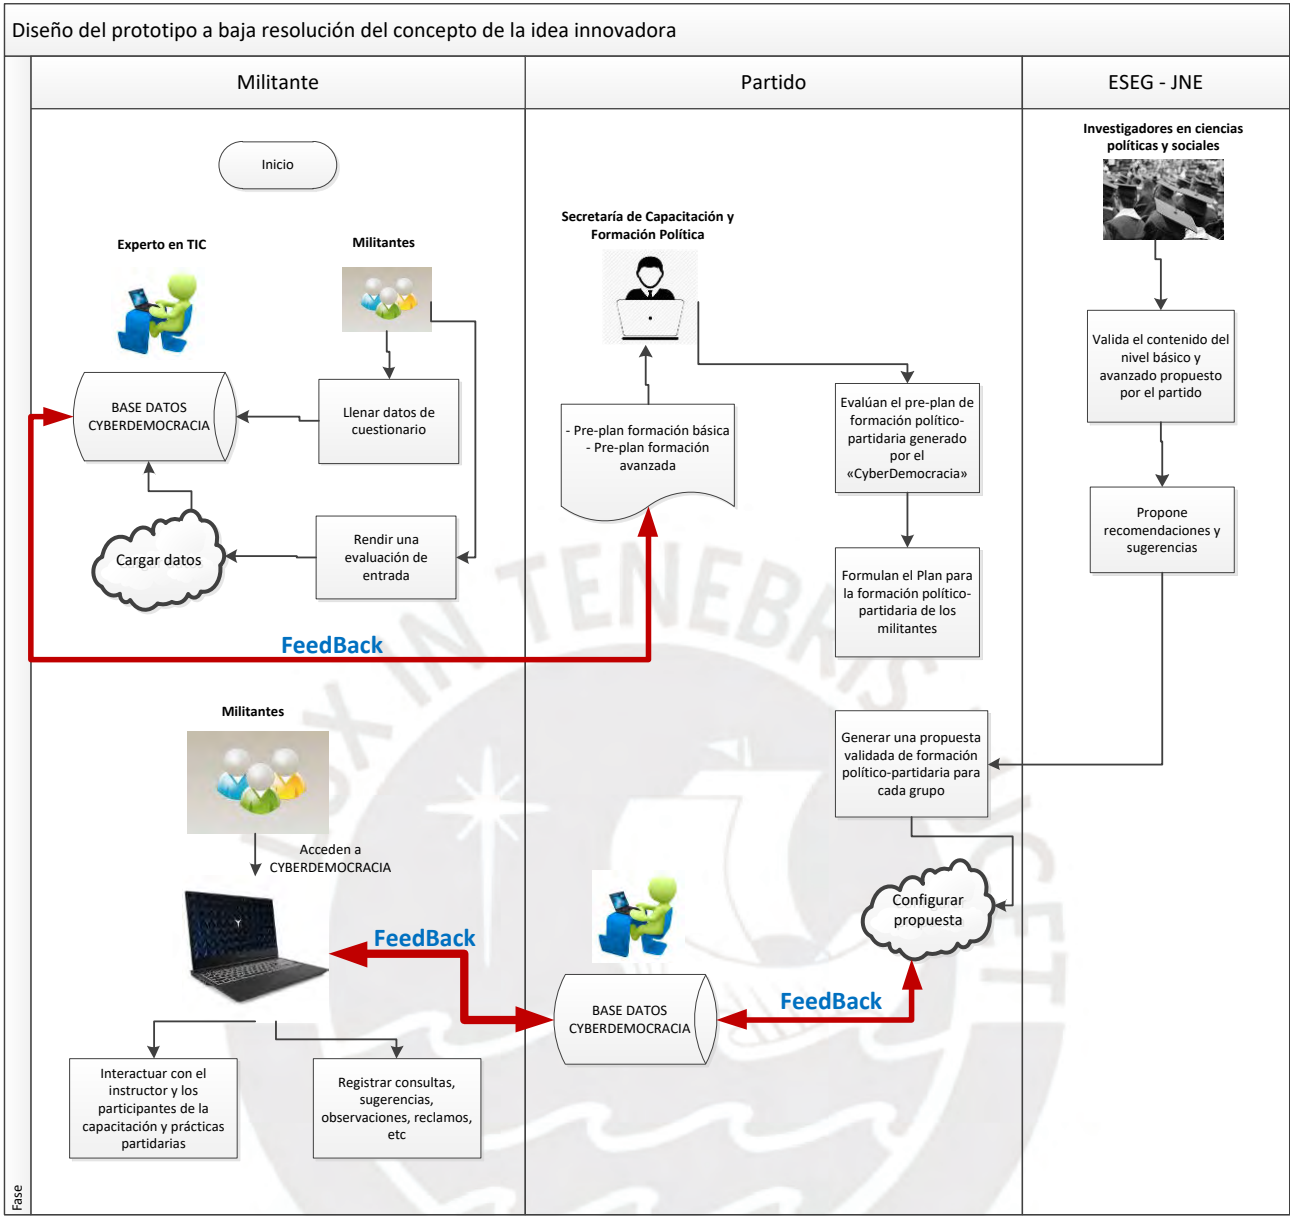 Diseño del prototipo a baja resolución del concepto de la idea innovadora
Militante
Partido
ESEG - JNE
Fase
Inicio
Experto en TIC
Militantes
BASE DATOS
CYBERDEMOCRACIA
Llenar datos de
cuestionario
Cargar datos
Rendir una
evaluación de
entrada
FeedBack
Secretaría de Capacitación y
Formación Política
- Pre-plan formación básica
- Pre-plan formación
avanzada
Evalúan el pre-plan de
formación político-
partidaria generado
por el
«CyberDemocracia»
Formulan el Plan para
la formación político-
partidaria de los
militantes
Investigadores en ciencias
políticas y sociales
Valida el contenido del
nivel básico y
avanzado propuesto
por el partido
Propone
recomendaciones y
sugerencias
Generar una propuesta
validada de formación
político-partidaria para
cada grupo
Configurar
propuesta
FeedBack
BASE DATOS
CYBERDEMOCRACIA
FeedBack
Militantes
Acceden a
CYBERDEMOCRACIA
Interactuar con el
instructor y los
participantes de la
capacitación y prácticas
partidarias
Registrar consultas,
sugerencias,
observaciones, reclamos,
etc
IN TENEBRIS LUCET